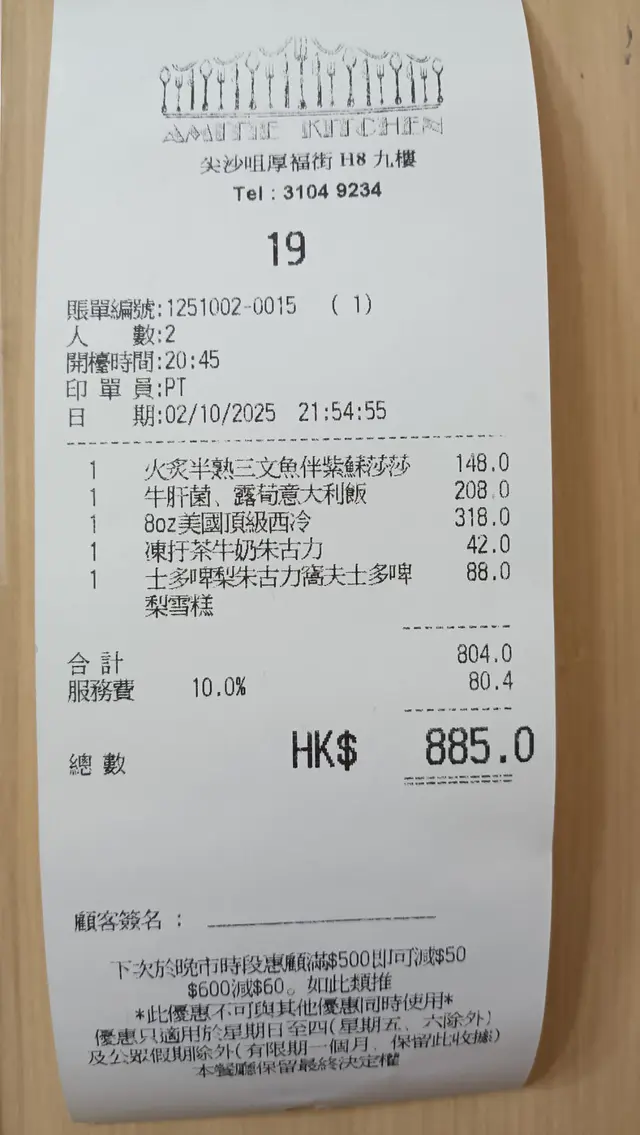 AMITIE KITCHEN
尖沙咀厚福街 H8 九樓
Tel : 3104 9234
19
賬單編號:1251002-0015 ( 1)
人 數:2
開檯時間:20:45
印 單 員:PT
日 期:02/10/2025 21:54:55
1 火炙半熟三文魚伴紫蘇莎莎 148.0
1 牛肝菌、露荀意大利飯 208.0
1 8oz美國頂級西冷 318.0
1 凍抒茶牛奶朱古力 42.0
1 士多啤梨朱古力窩夫士多啤 88.0
梨雪糕
合 計 804.0
服務費 10.0% 80.4
總 數 HK$ 885.0
顧客簽名 :
下次於晚市時段惠顧滿$500即可減$50
$600減$60。如此類推
*此優惠不可與其他優惠同時使用*
優惠只適用於星期日至四(星期五、六除外)
及公眾假期除外(有限期一個月，保留此收據)
本餐廳保留最終決定權